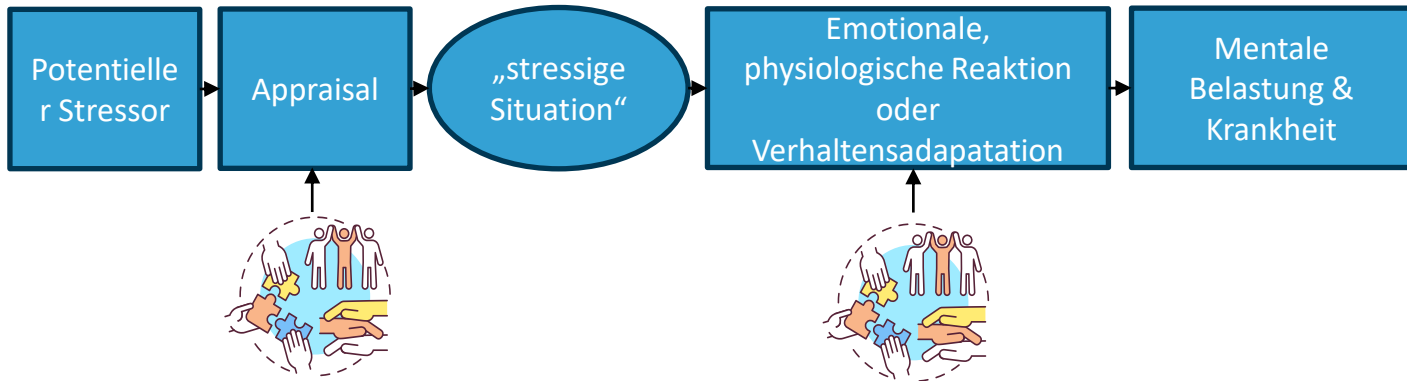 Potentielle
r Stressor
Appraisal
„stressige
Situation“
Emotionale,
physiologische Reaktion
oder
Verhaltensadapatation
Mentale
Belastung &
Krankheit